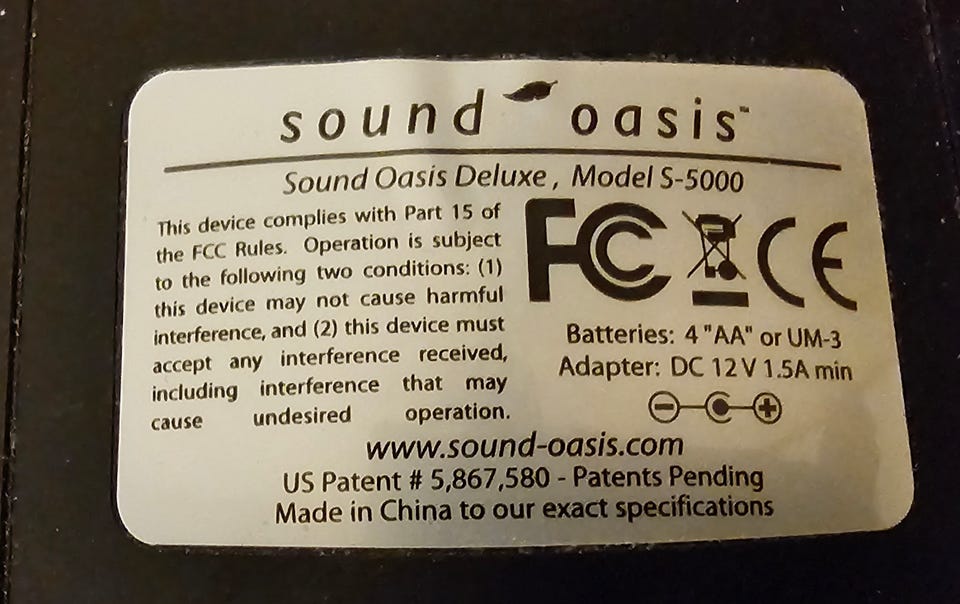 sound oasis™
Sound Oasis Deluxe, Model S-5000
This device complies with Part 15 of
the FCC Rules. Operation is subject
to the following two conditions: (1)
this device may not cause harmful
interference, and (2) this device must
accept any interference received,
including interference that may
cause undesired operation.
FC CE
Batteries: 4 "AA" or UM-3
Adapter: DC 12V 1.5A min
www.sound-oasis.com
US Patent # 5,867,580 - Patents Pending
Made in China to our exact specifications